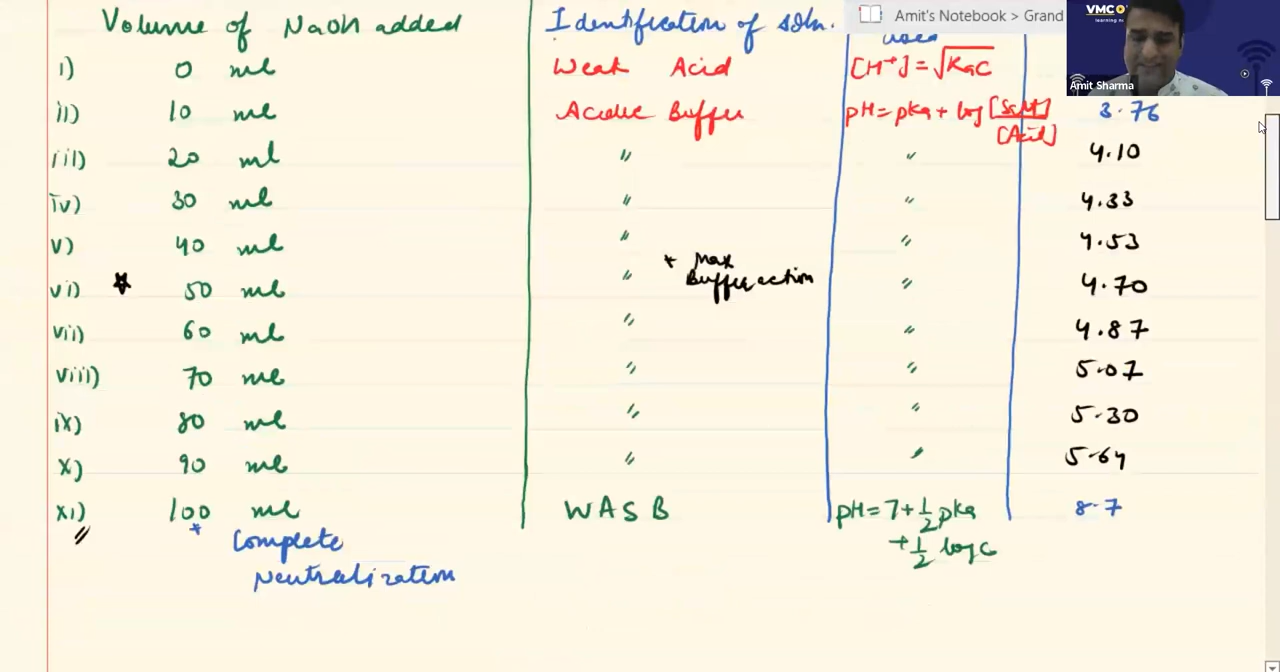 Amit's Notebook > Grand
VMC
Amit Sharma
Volume of NaOH added Identification of soln. used
i) 0 ml Weak Acid [H+] = √KaC
ii) 10 ml Acidic Buffer pH = pKa + log [Salt]/[Acid] 3.76
iii) 20 ml " " 4.10
iv) 30 ml " " 4.33
v) 40 ml " " 4.53
* Max
vi) ★ 50 ml " Buffer action " 4.70
vii) 60 ml " " 4.87
viii) 70 ml " " 5.07
ix) 80 ml " " 5.30
x) 90 ml " " 5.64
xi) 100 ml WASB pH = 7 + 1/2 pKa 8.7
* Complete + 1/2 log C
Neutralization